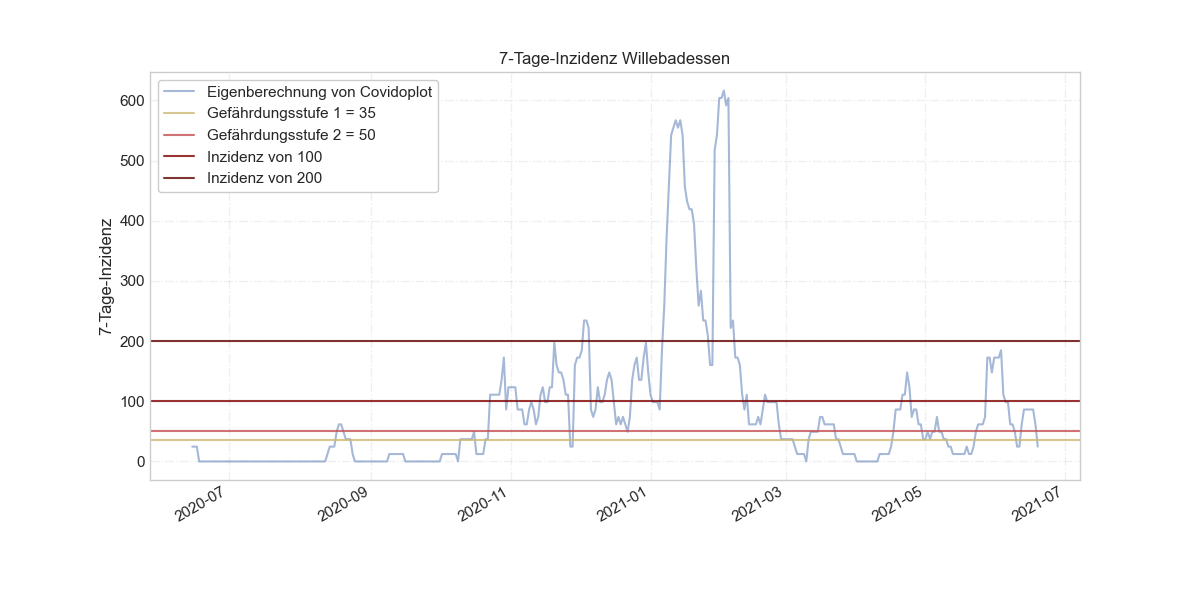 7-Tage-Inzidenz Willebadessen
Eigenberechnung von Covidoplot
Gefährdungsstufe 1 = 35
Gefährdungsstufe 2 = 50
Inzidenz von 100
Inzidenz von 200
7-Tage-Inzidenz
600
500
400
300
200
100
0
2020-07
2020-09
2020-11
2021-01
2021-03
2021-05
2021-07